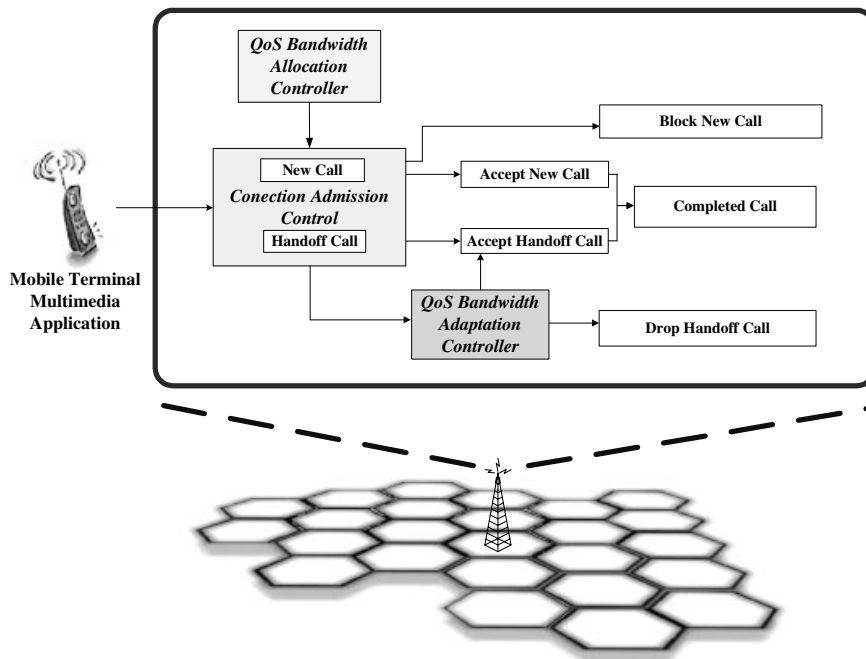 QoS Bandwidth
Allocation
Controller
Block New Call
New Call
Accept New Call
Conection Admission
Control
Completed Call
Handoff Call
Accept Handoff Call
Mobile Terminal
Multimedia
Application
QoS Bandwidth
Adaptation
Controller
Drop Handoff Call